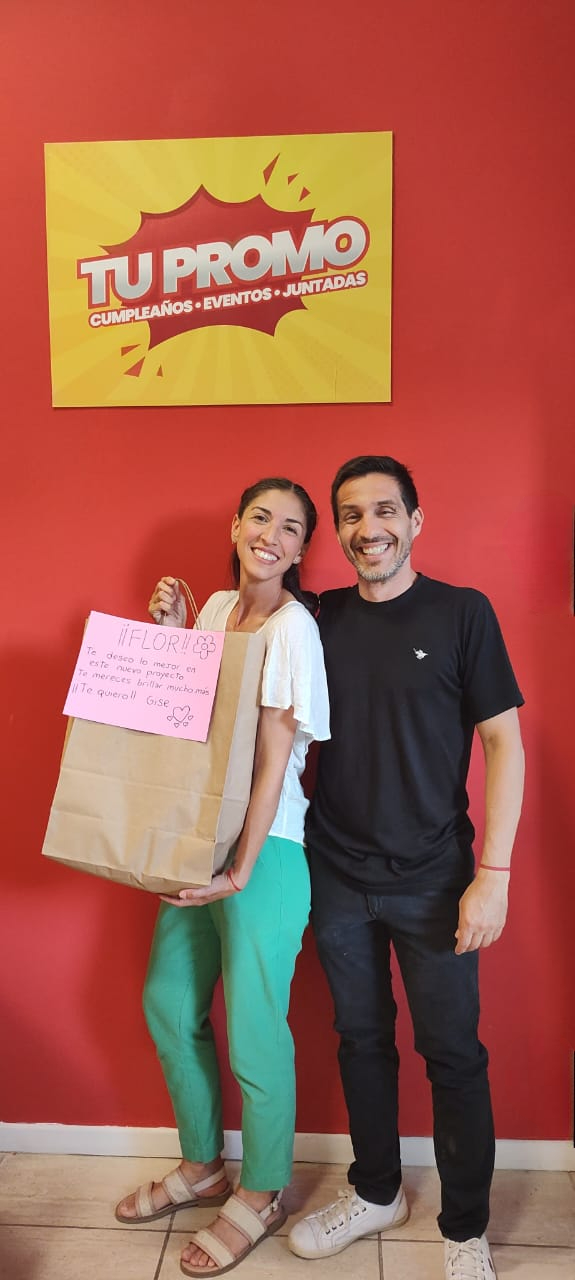 TU PROMO
CUMPLEAÑOS • EVENTOS • JUNTADAS
¡¡FLOR!!
Te deseo lo mejor en
este nuevo proyecto
Te mereces brillar mucho más
¡¡Te quiero!! Gise